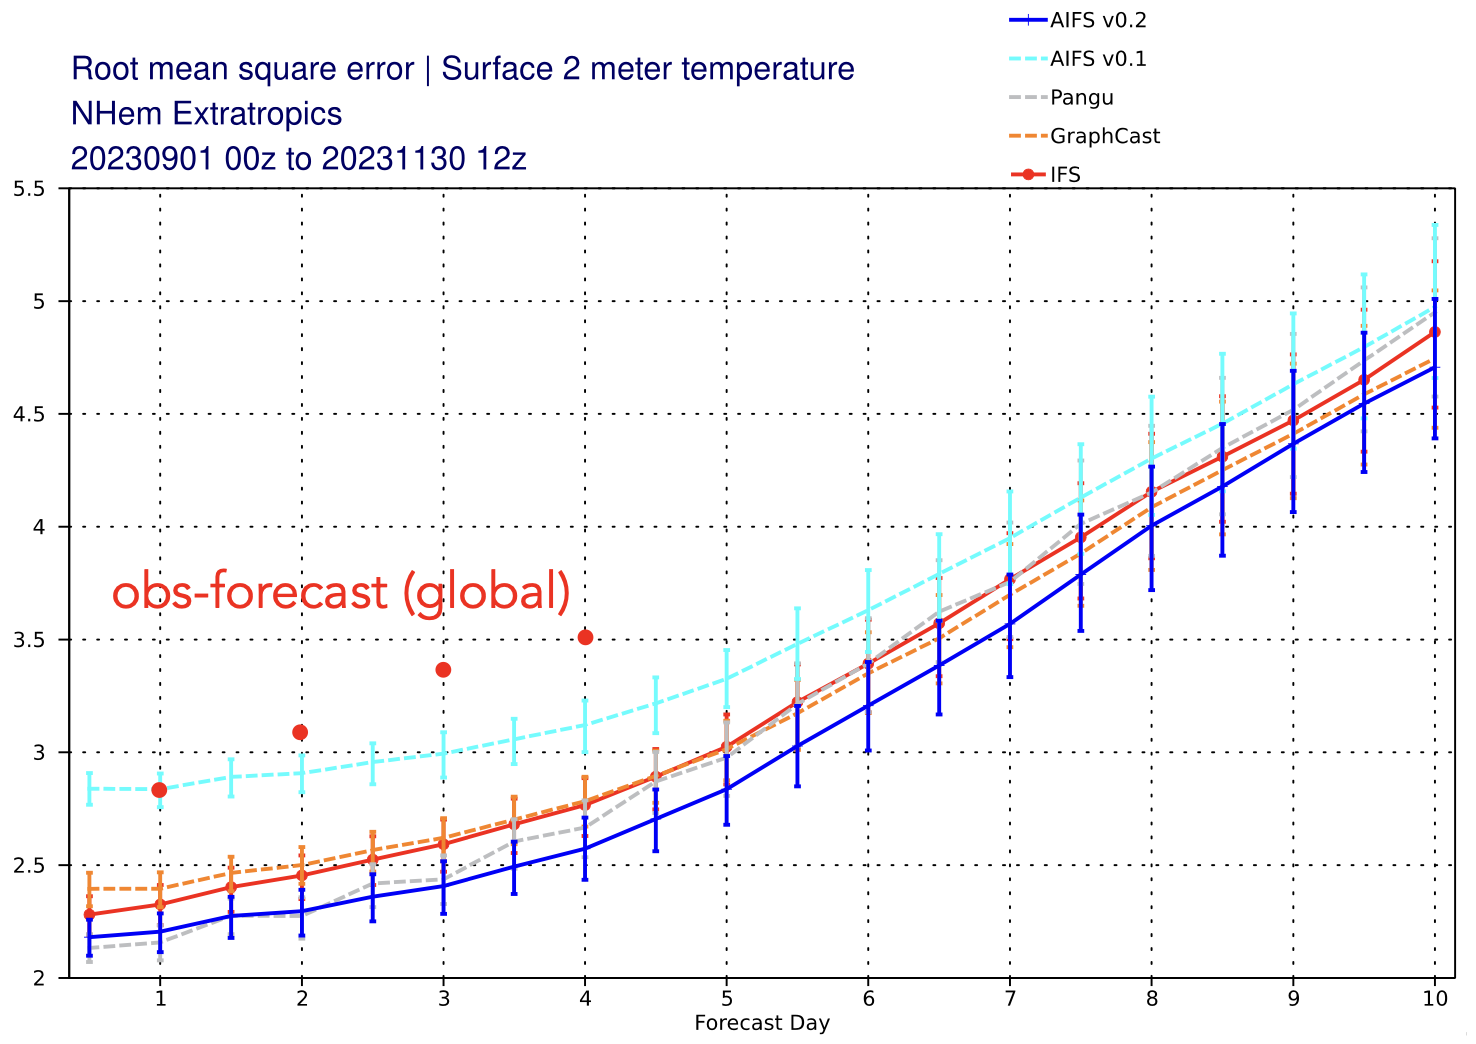 AIFS v0.2
AIFS v0.1
Pangu
GraphCast
IFS
Root mean square error | Surface 2 meter temperature
NHem Extratropics
20230901 00z to 20231130 12z
5.5
5
4.5
4
obs-forecast (global)
3.5
3
2.5
2
1 2 3 4 5 6 7 8 9 10
Forecast Day